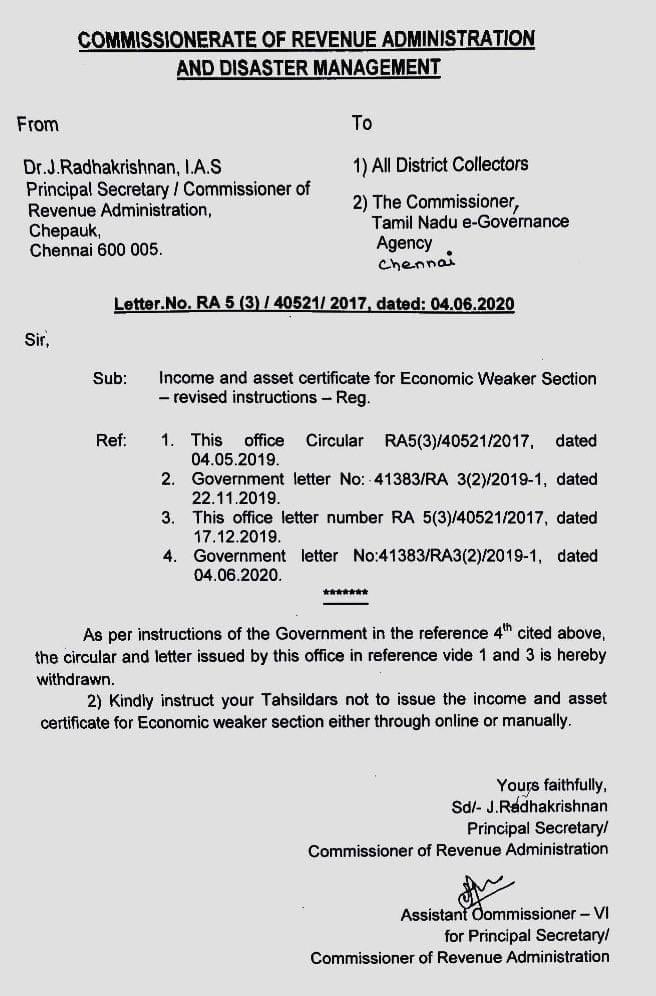 COMMISSIONERATE OF REVENUE ADMINISTRATION
AND DISASTER MANAGEMENT
From
Dr.J.Radhakrishnan, I.A.S
Principal Secretary / Commissioner of
Revenue Administration,
Chepauk,
Chennai 600 005.
To
1) All District Collectors
2) The Commissioner,
Tamil Nadu e-Governance
Agency
Chennai
Letter.No. RA 5 (3) / 40521/ 2017, dated: 04.06.2020
Sir,
Sub: Income and asset certificate for Economic Weaker Section
– revised instructions – Reg.
Ref: 1. This office Circular RA5(3)/40521/2017, dated
04.05.2019.
2. Government letter No: 41383/RA 3(2)/2019-1, dated
22.11.2019.
3. This office letter number RA 5(3)/40521/2017, dated
17.12.2019.
4. Government letter No:41383/RA3(2)/2019-1, dated
04.06.2020.
*******
As per instructions of the Government in the reference 4th cited above,
the circular and letter issued by this office in reference vide 1 and 3 is hereby
withdrawn.
2) Kindly instruct your Tahsildars not to issue the income and asset
certificate for Economic weaker section either through online or manually.
Yours faithfully,
Sd/- J.Radhakrishnan
Principal Secretary/
Commissioner of Revenue Administration
Assistant Commissioner – VI
for Principal Secretary/
Commissioner of Revenue Administration